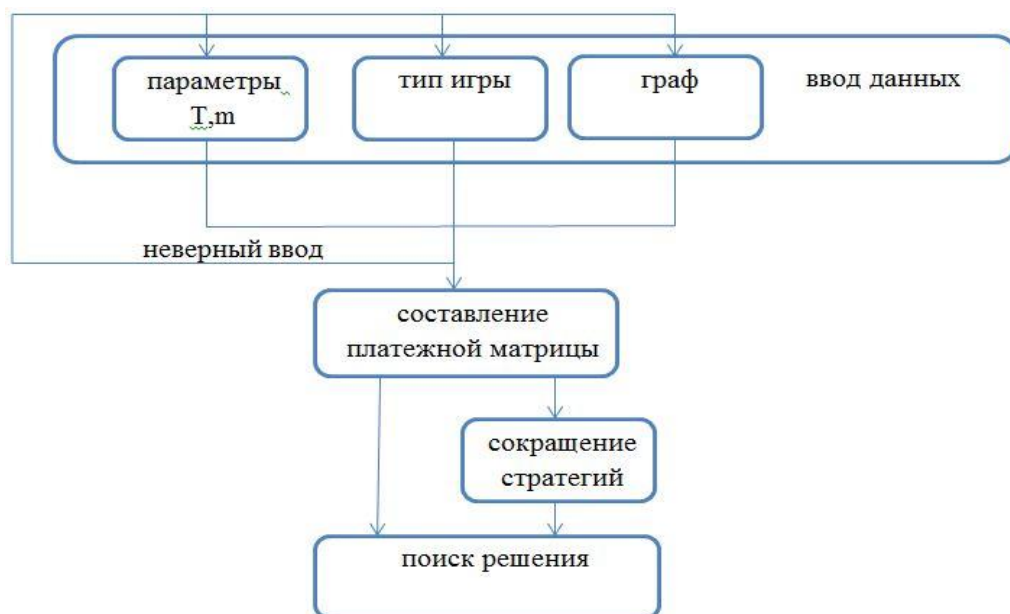 параметры
T,m
тип игры
граф
ввод данных
неверный ввод
составление
платежной матрицы
сокращение
стратегий
поиск решения